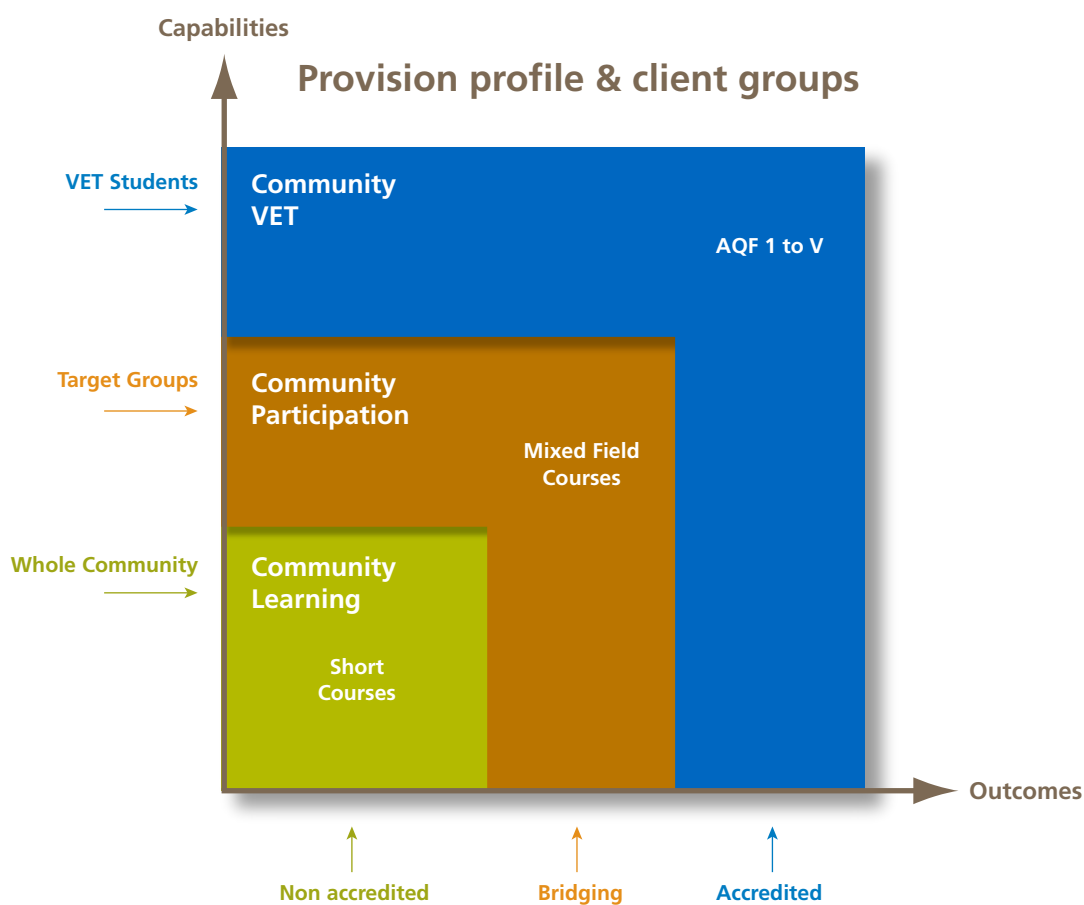 Capabilities
Provision profile & client groups
VET Students
Community
VET
AQF 1 to V
Target Groups
Community
Participation
Mixed Field
Courses
Whole Community
Community
Learning
Short
Courses
Outcomes
Non accredited
Bridging
Accredited